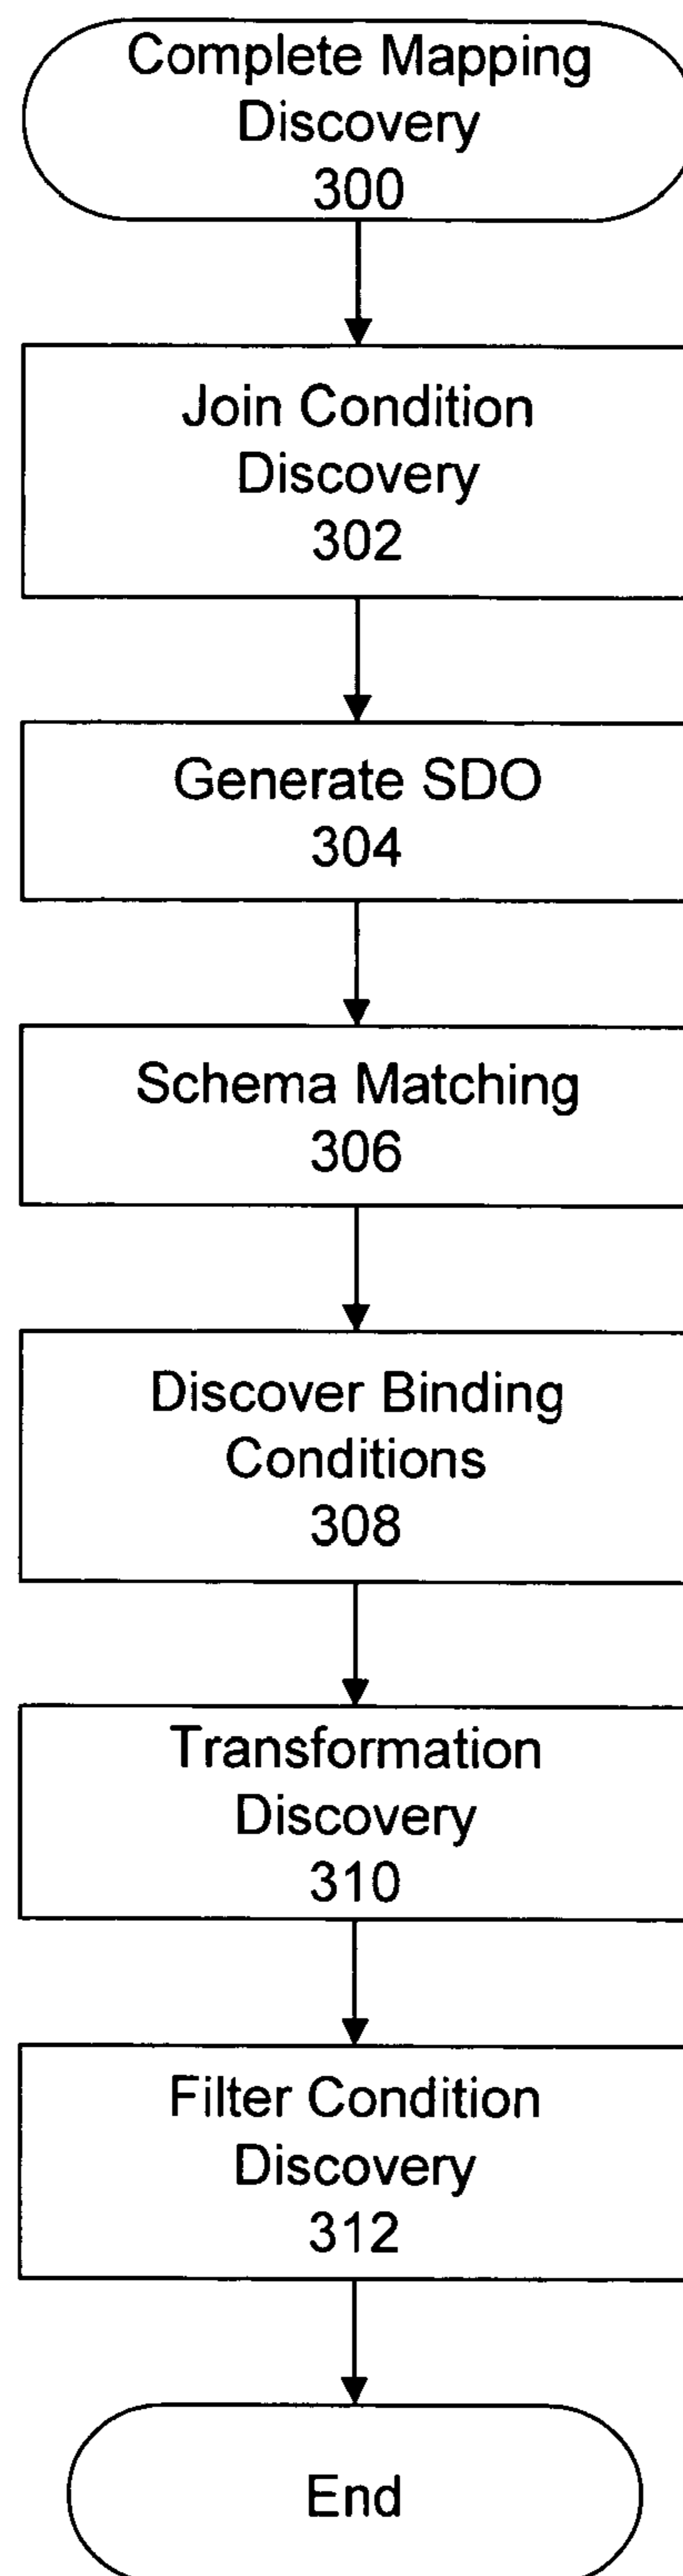 Complete Mapping
Discovery
300
Join Condition
Discovery
302
Generate SDO
304
Schema Matching
306
Discover Binding
Conditions
308
Transformation
Discovery
310
Filter Condition
Discovery
312
End